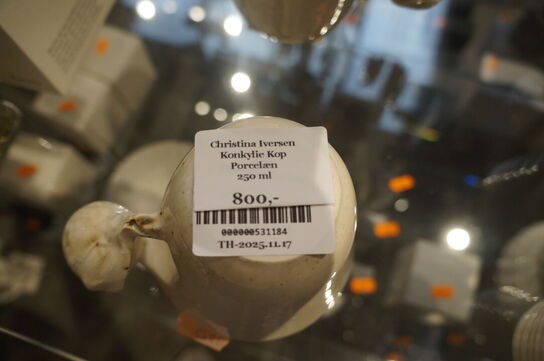 Christina Iversen
Konkylie Kop
Porcelæn
250 ml
800,-
000000531184
TH-2025.11.17